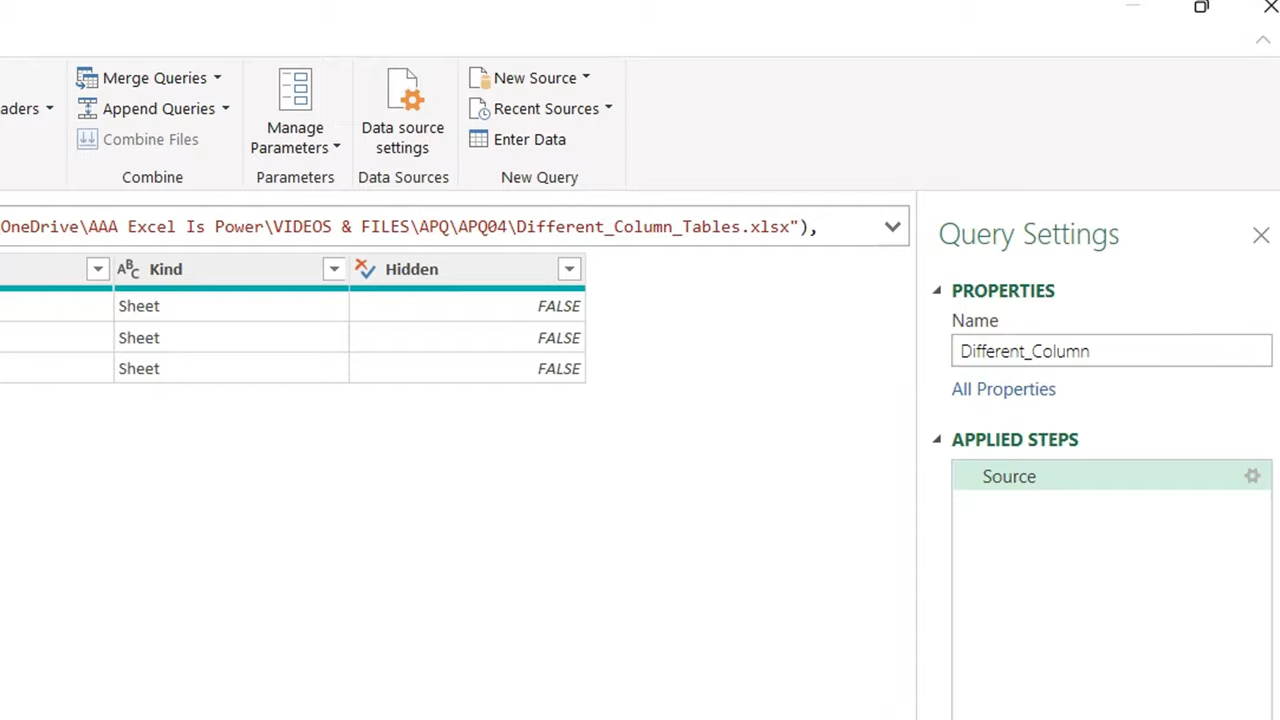 Merge Queries
Append Queries
Combine Files
Combine
aders
Manage
Parameters
Parameters
Data source
settings
Data Sources
New Source
Recent Sources
Enter Data
New Query
OneDrive\AAA Excel Is Power\VIDEOS & FILES\APQ\APQ04\Different_Column_Tables.xlsx"),
ABC Kind Hidden
Sheet FALSE
Sheet FALSE
Sheet FALSE
Query Settings
PROPERTIES
Name
Different_Column
All Properties
APPLIED STEPS
Source